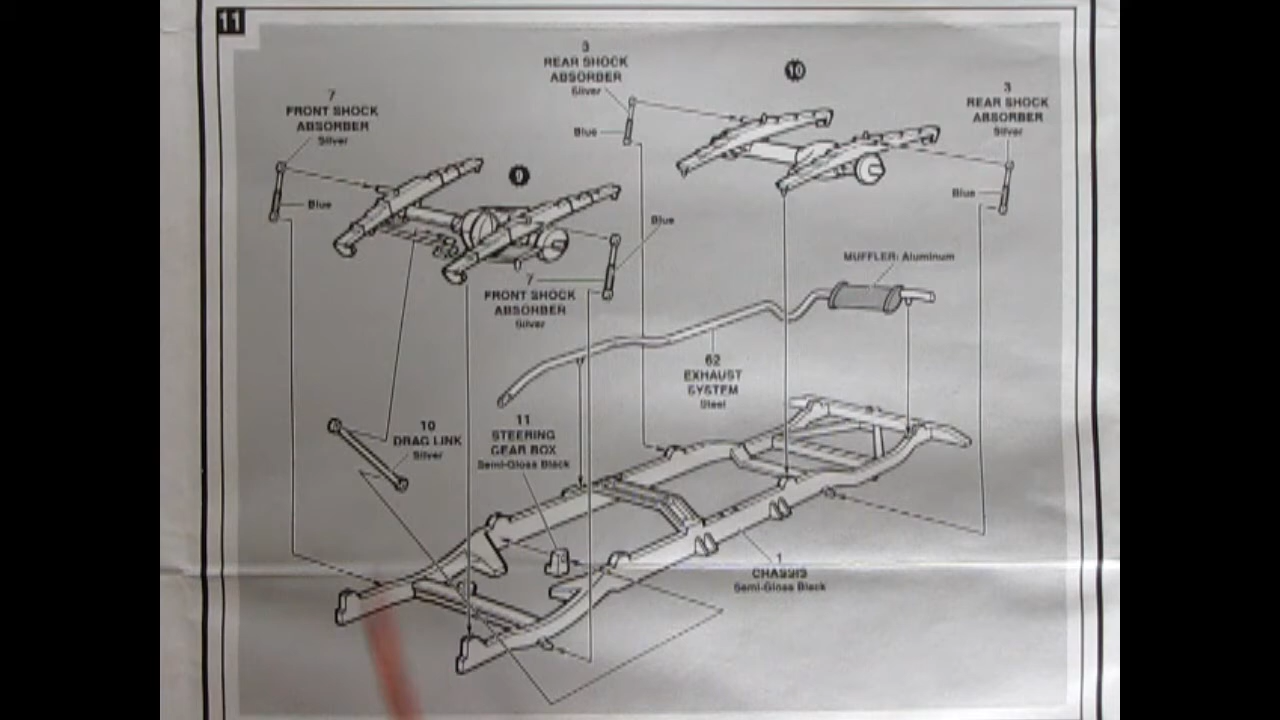 11
3
REAR SHOCK
ABSORBER
Silver
Blue
10
3
REAR SHOCK
ABSORBER
Silver
Blue
7
FRONT SHOCK
ABSORBER
Silver
Blue
9
Blue
7
FRONT SHOCK
ABSORBER
Silver
MUFFLER: Aluminum
62
EXHAUST
SYSTEM
Steel
10
DRAG LINK
Silver
11
STEERING
GEAR BOX
Semi-Gloss Black
1
CHASSIS
Semi-Gloss Black